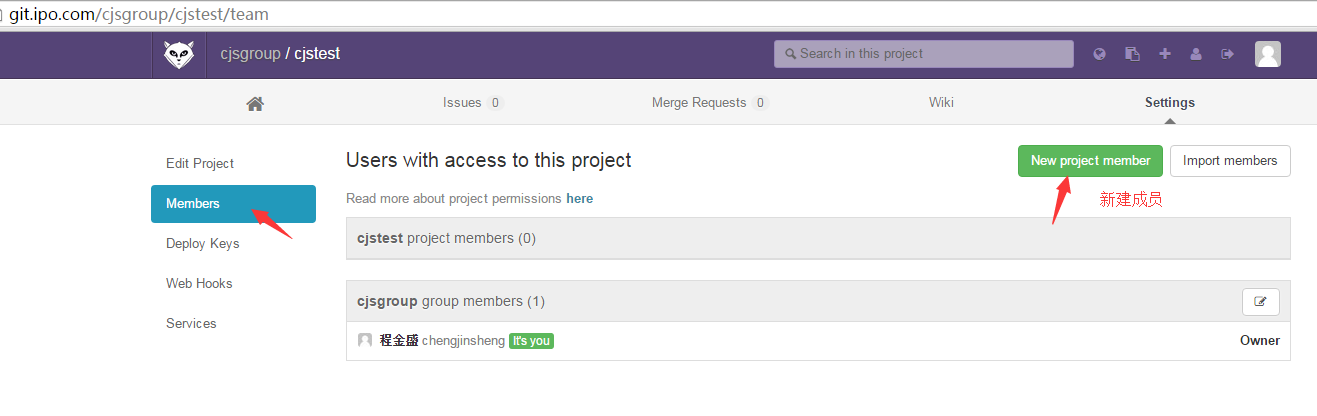 git.ipo.com/cjsgroup/cjstest/team
cjsgroup / cjstest
Search in this project
Issues 0
Merge Requests 0
Wiki
Settings
Edit Project
Members
Deploy Keys
Web Hooks
Services
Users with access to this project
New project member
Import members
新建成员
Read more about project permissions here
cjstest project members (0)
cjsgroup group members (1)
程金盛 chengjinsheng It's you
Owner